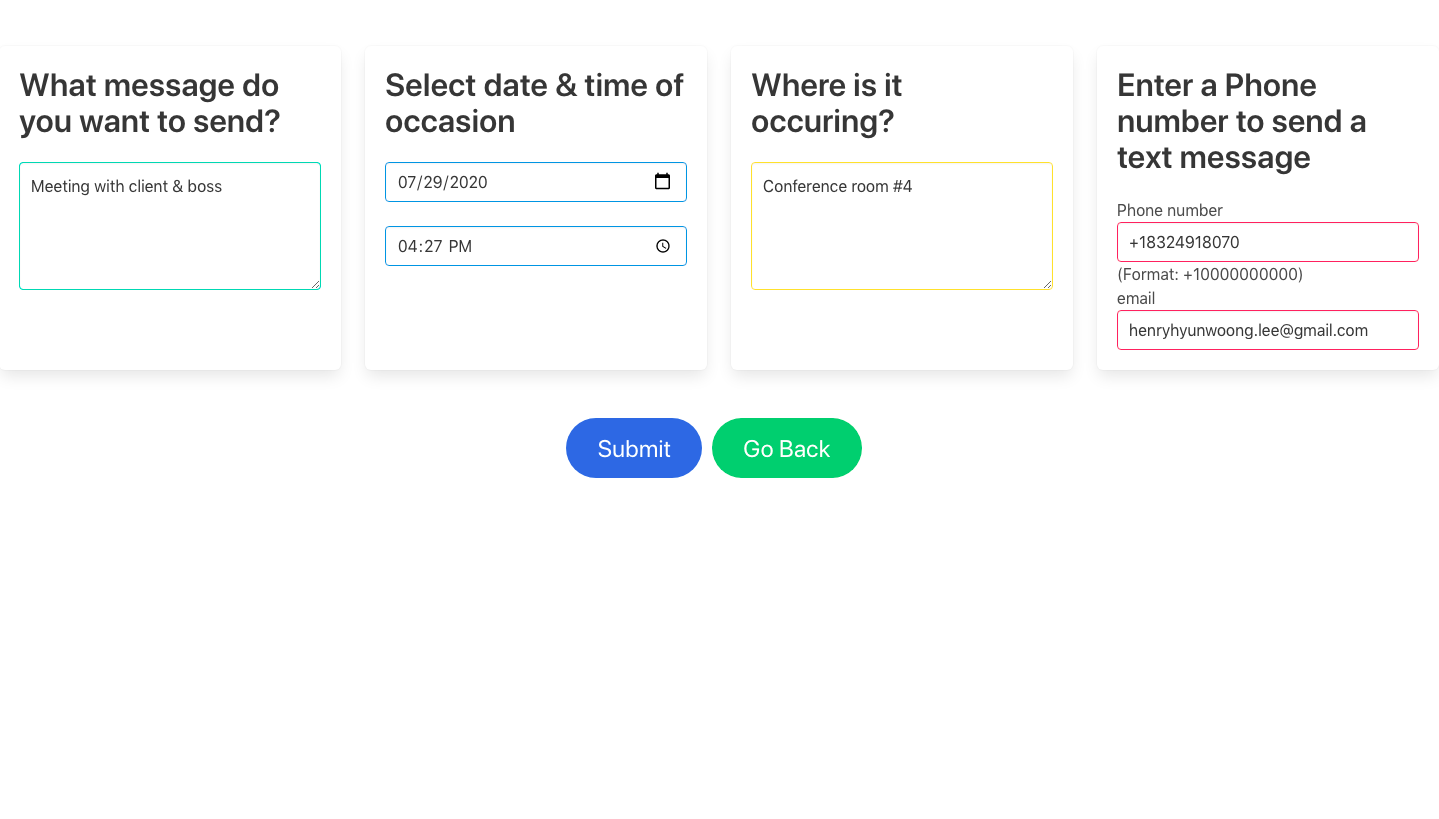 What message do
you want to send?
Meeting with client & boss
Select date & time of
occasion
07/29/2020
04:27 PM
Where is it
occuring?
Conference room #4
Enter a Phone
number to send a
text message
Phone number
+18324918070
(Format: +10000000000)
email
henryhyunwoong.lee@gmail.com
Submit
Go Back